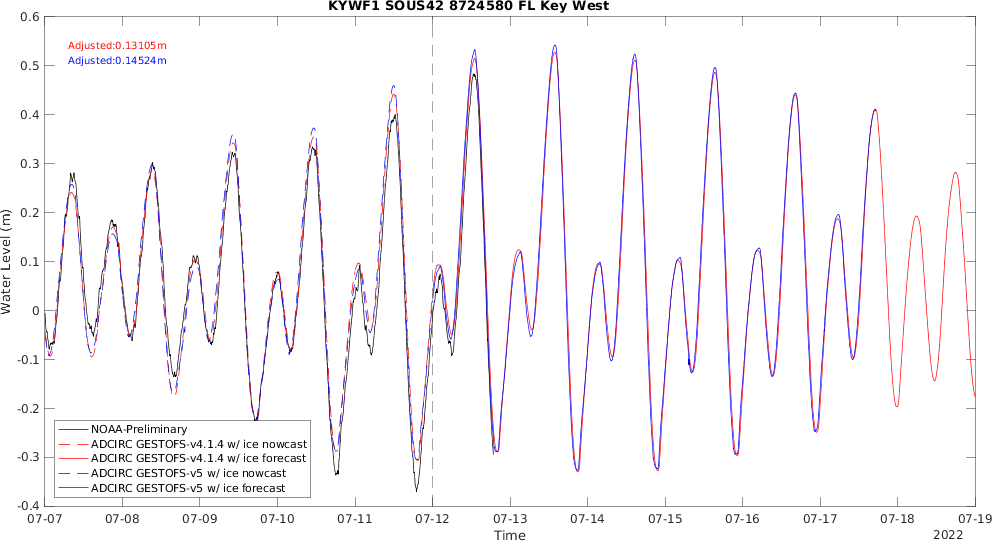 KYWF1 SOUS42 8724580 FL Key West
Adjusted:0.13105m
Adjusted:0.14524m
0.6
0.5
0.4
0.3
0.2
0.1
0
-0.1
-0.2
-0.3
-0.4
Water Level (m)
NOAA-Preliminary
ADCIRC GESTOFS-v4.1.4 w/ ice nowcast
ADCIRC GESTOFS-v4.1.4 w/ ice forecast
ADCIRC GESTOFS-v5 w/ ice nowcast
ADCIRC GESTOFS-v5 w/ ice forecast
07-07 07-08 07-09 07-10 07-11 07-12 07-13 07-14 07-15 07-16 07-17 07-18 07-19
Time
2022